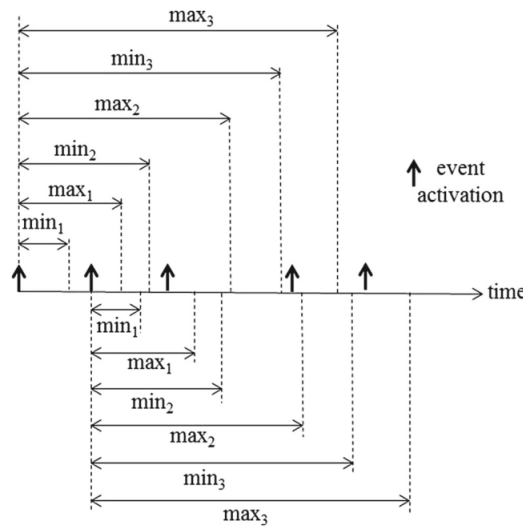 max₃
min₃
max₂
min₂
max₁
min₁
event
activation
time
min₁
max₁
min₂
max₂
min₃
max₃